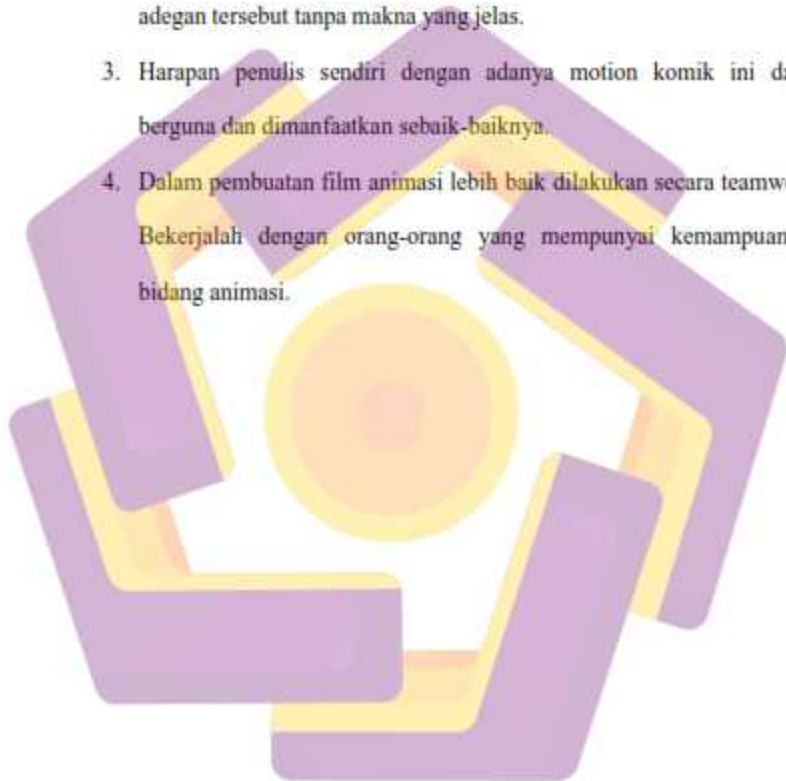 adegan tersebut tanpa makna yang jelas.
3. Harapan penulis sendiri dengan adanya motion komik ini da
berguna dan dimanfaatkan sebaik-baiknya.
4. Dalam pembuatan film animasi lebih baik dilakukan secara teamw
Bekerjalah dengan orang-orang yang mempunyai kemampuan
bidang animasi.